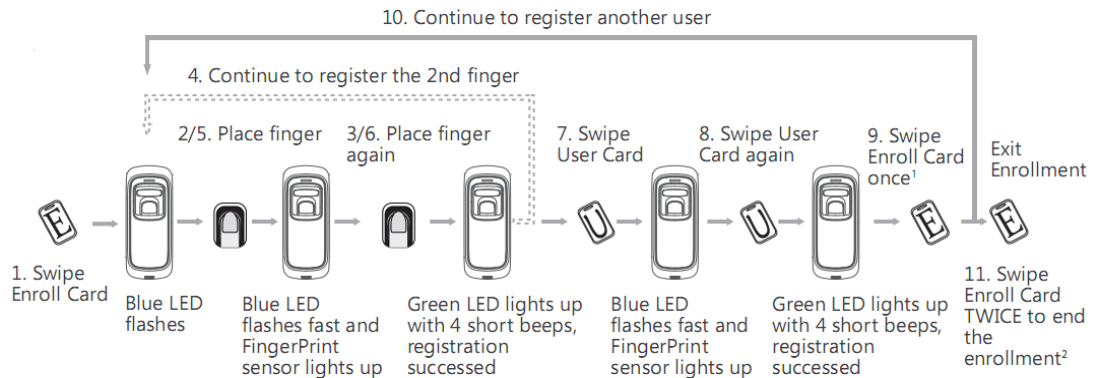 10. Continue to register another user
4. Continue to register the 2nd finger
2/5. Place finger
3/6. Place finger
again
7. Swipe
User Card
8. Swipe User
Card again
9. Swipe
Enroll Card
once¹
Exit
Enrollment
E
U
U
E
E
1. Swipe
Enroll Card
Blue LED
flashes
Blue LED
flashes fast and
FingerPrint
sensor lights up
Green LED lights up
with 4 short beeps,
registration
successed
Blue LED
flashes fast and
FingerPrint
sensor lights up
Green LED lights up
with 4 short beeps,
registration
successed
11. Swipe
Enroll Card
TWICE to end
the
enrollment²